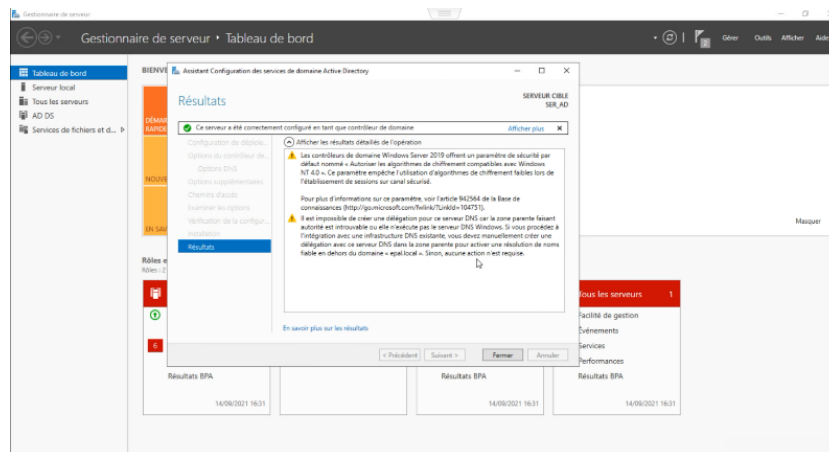 Gestionnaire de serveur
Gestionnaire de serveur • Tableau de bord
2
Gérer Outils Afficher Aide
Tableau de bord
Serveur local
Tous les serveurs
AD DS
Services de fichiers et d...
BIENVE
Assistant Configuration des services de domaine Active Directory
Résultats
SERVEUR CIBLE
SER_AD
Ce serveur a été correctement configuré en tant que contrôleur de domaine
Afficher plus
Configuration de déploie...
Options du contrôleur de...
Options DNS
Options supplémentaires
Chemins d'accès
Examiner les options
Vérification de la configur...
Installation
Résultats
Afficher les résultats détaillés de l'opération
Les contrôleurs de domaine Windows Server 2019 offrent un paramètre de sécurité par
défaut nommé « Autoriser les algorithmes de chiffrement compatibles avec Windows
NT 4.0 ». Ce paramètre empêche l'utilisation d'algorithmes de chiffrement faibles lors de
l'établissement de sessions sur canal sécurisé.
Pour plus d'informations sur ce paramètre, voir l'article 942564 de la Base de
connaissances (http://go.microsoft.com/fwlink/?LinkId=104751).
Il est impossible de créer une délégation pour ce serveur DNS car la zone parente faisant
autorité est introuvable ou elle n'exécute pas le serveur DNS Windows. Si vous procédez à
l'intégration avec une infrastructure DNS existante, vous devez manuellement créer une
délégation avec ce serveur DNS dans la zone parente pour activer une résolution de noms
fiable en dehors du domaine « epal.local ». Sinon, aucune action n'est requise.
En savoir plus sur les résultats
< Précédent Suivant > Fermer Annuler
DÉMAR
RAPIDE
NOUVE
EN SAV
Masquer
Rôles e
Rôles : 2
6
Résultats BPA
14/09/2021 16:31
Résultats BPA
14/09/2021 16:31
Tous les serveurs 1
Facilité de gestion
Événements
Services
Performances
Résultats BPA
14/09/2021 16:31